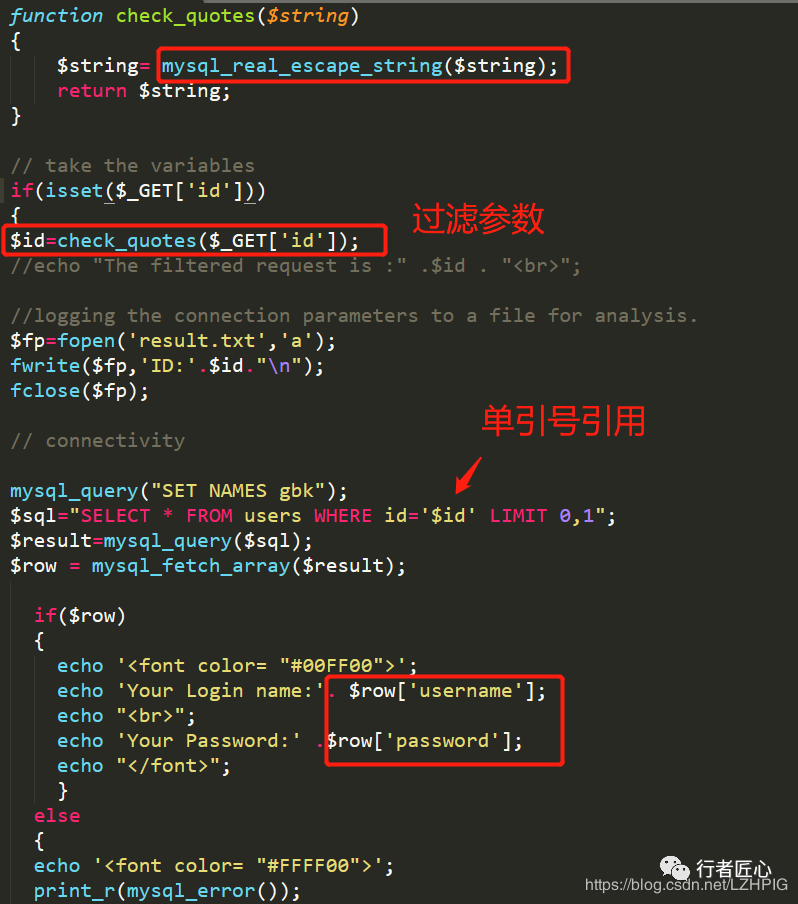 function check_quotes($string)
{
$string= mysql_real_escape_string($string);
return $string;
}
// take the variables
if(isset($_GET['id']))
{
过滤参数
$id=check_quotes($_GET['id']);
//echo "The filtered request is :" .$id . "<br>";
//logging the connection parameters to a file for analysis.
$fp=fopen('result.txt','a');
fwrite($fp,'ID:'.$id."\n");
fclose($fp);
单引号引用
// connectivity
mysql_query("SET NAMES gbk");
$sql="SELECT * FROM users WHERE id='$id' LIMIT 0,1";
$result=mysql_query($sql);
$row = mysql_fetch_array($result);
if($row)
{
echo '<font color= "#00FF00">';
echo 'Your Login name:'. $row['username'];
echo "<br>";
echo 'Your Password:' .$row['password'];
echo "</font>";
}
else
{
echo '<font color= "#FFFF00">';
print_r(mysql_error());
行者匠心
https://blog.csdn.net/LZHPIG